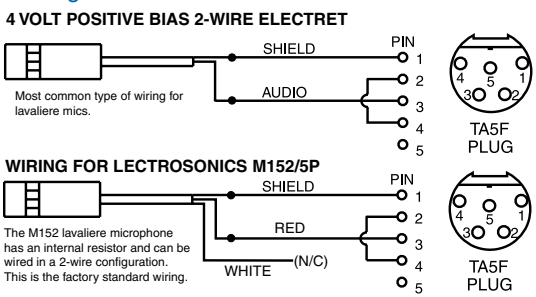 4 VOLT POSITIVE BIAS 2-WIRE ELECTRET
SHIELD
PIN
1
2
AUDIO
3
4
5
Most common type of wiring for
lavaliere mics.
4 5 1
3 2
TA5F
PLUG
WIRING FOR LECTROSONICS M152/5P
SHIELD
PIN
1
2
RED
3
WHITE (N/C)
4
5
The M152 lavaliere microphone
has an internal resistor and can be
wired in a 2-wire configuration.
This is the factory standard wiring.
4 5 1
3 2
TA5F
PLUG